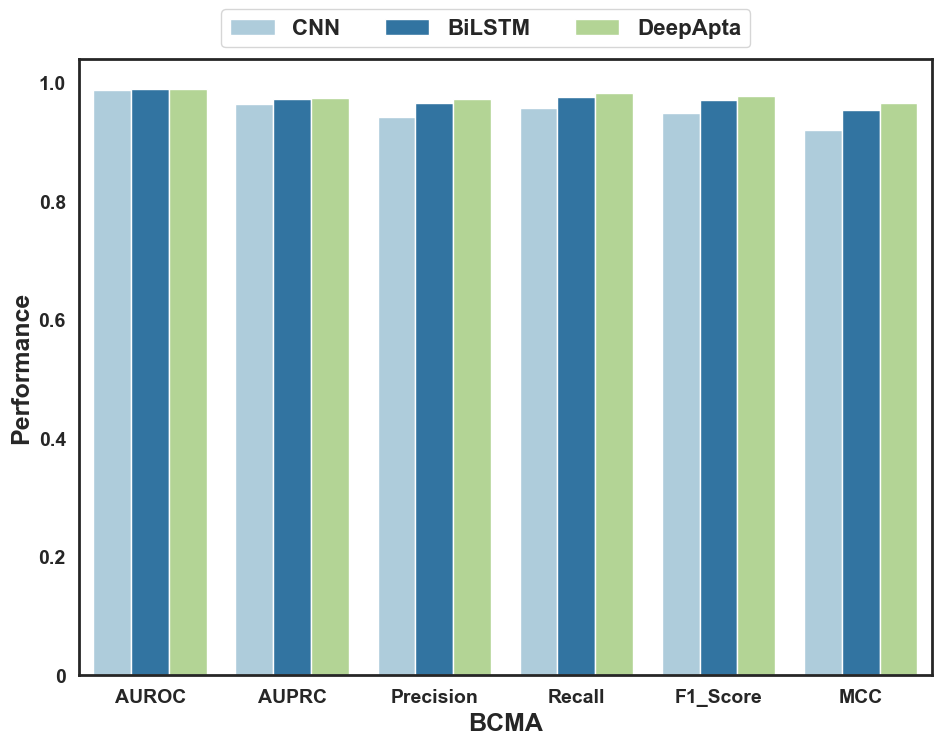 CNN BiLSTM DeepApta
1.0
0.8
0.6
0.4
0.2
0
Performance
AUROC AUPRC Precision Recall F1_Score MCC
BCMA